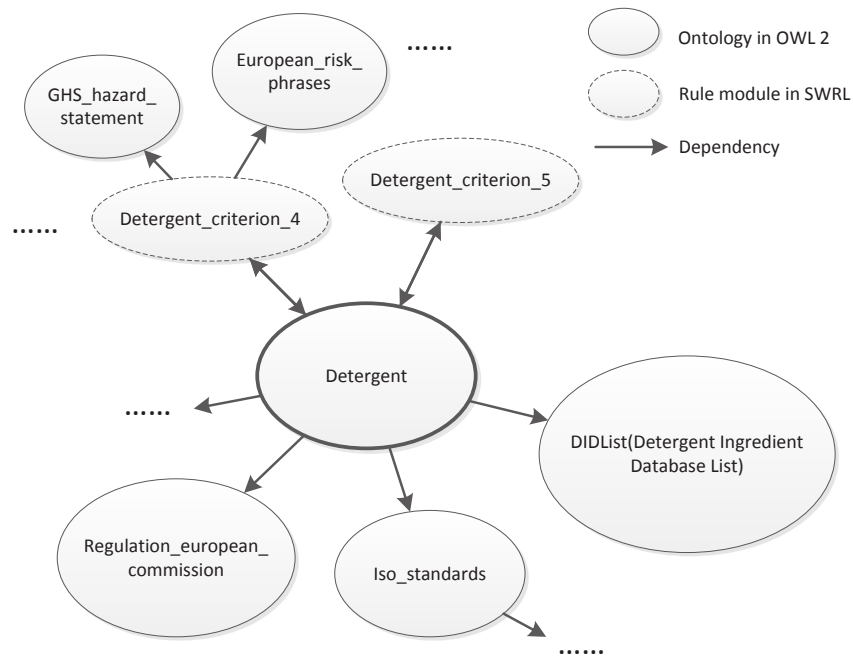 ......
European_risk_
phrases
GHS_hazard_
statement
Ontology in OWL 2
Rule module in SWRL
Dependency
Detergent_criterion_5
Detergent_criterion_4
......
Detergent
......
DIDList(Detergent Ingredient
Database List)
Regulation_european_
commission
Iso_standards
......